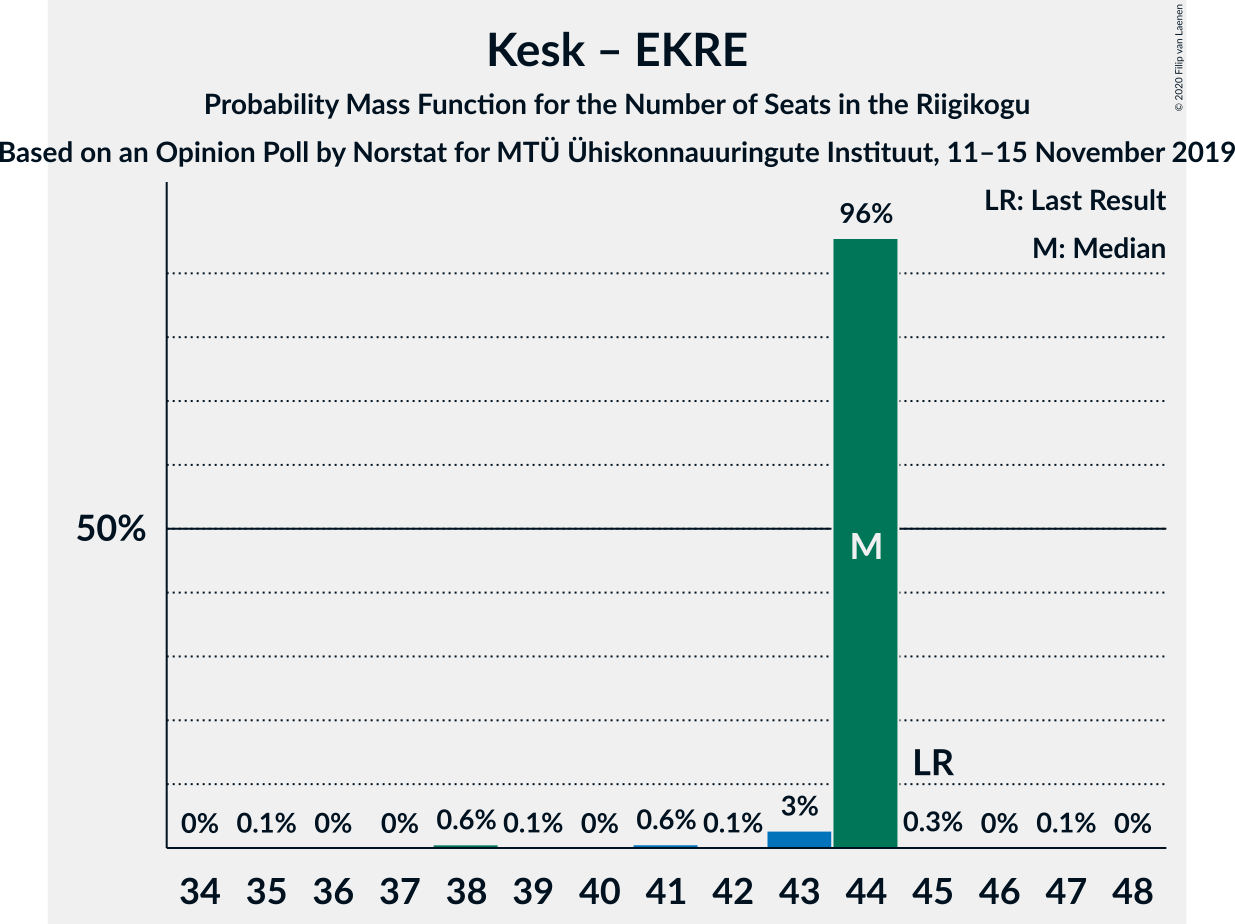 Kesk – EKRE
Probability Mass Function for the Number of Seats in the Riigikogu
Based on an Opinion Poll by Norstat for MTÜ Ühiskonnauuringute Instituut, 11–15 November 2019
© 2020 Filip van Laenen
LR: Last Result
M: Median
96%
50%
M
LR
0% 0.1% 0% 0% 0.6% 0.1% 0% 0.6% 0.1% 3% 0.3% 0% 0.1% 0%
34 35 36 37 38 39 40 41 42 43 44 45 46 47 48